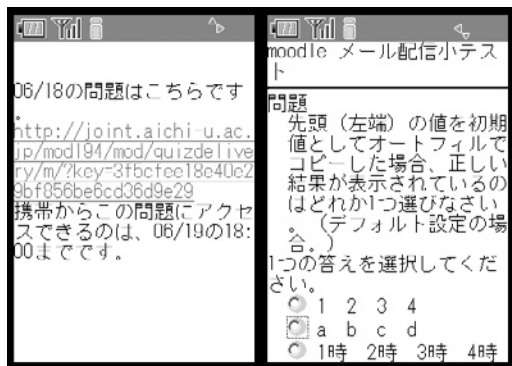 06/18の問題はこちらです
。
http://joint.aichi-u.ac.
jp/modl94/mod/quizdelive
ry/m/?key=3fbcfee18e40e2
9bf856be6cd36d9e29
携帯からこの問題にアクセ
スできるのは、06/19の18:
00までです。
moodle メール配信小テス
ト
問題
先頭（左端）の値を初期
値としてオートフィルで
コピーした場合、正しい
結果が表示されているの
はどれか1つ選びなさい
。（デフォルト設定の場
合。）
1つの答えを選択してくだ
さい。
1 2 3 4
a b c d
1時 2時 3時 4時